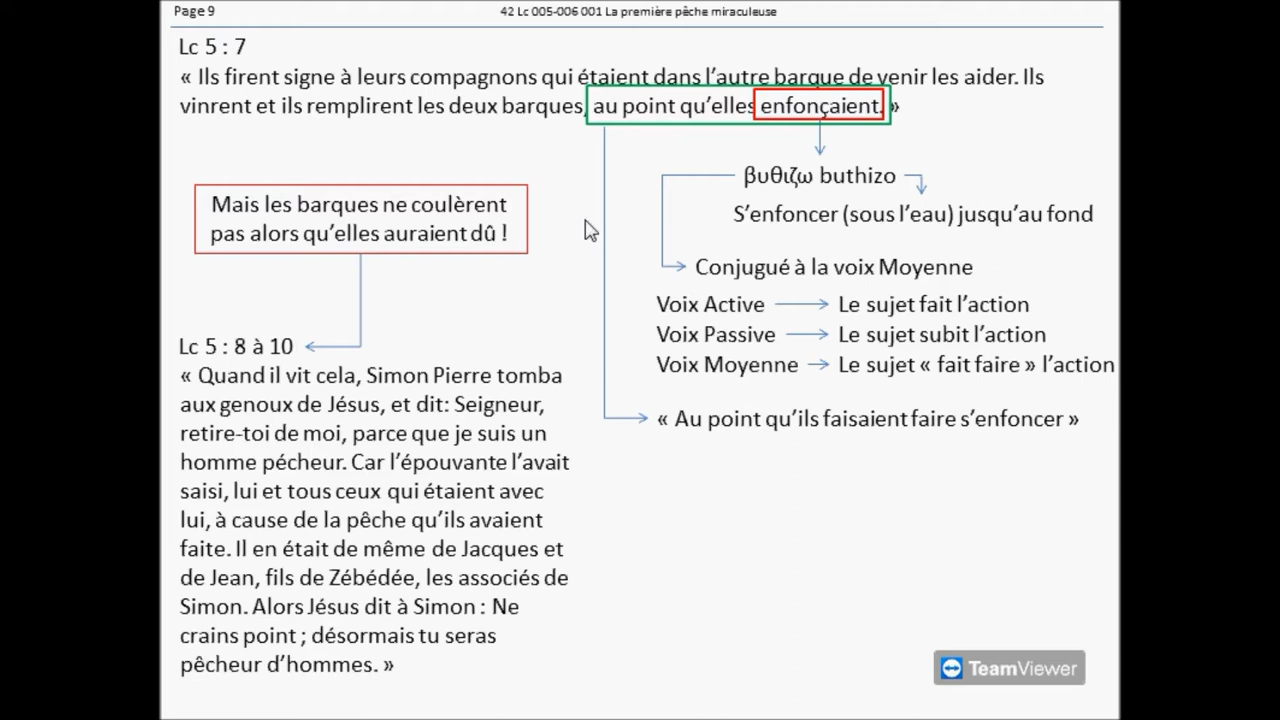 Page 9
42 Lc 005-006 001 La première pêche miraculeuse
Lc 5 : 7
« Ils firent signe à leurs compagnons qui étaient dans l'autre barque de venir les aider. Ils
vinrent et ils remplirent les deux barques, au point qu'elles enfonçaient. »
βυθιζω buthizo
S'enfoncer (sous l'eau) jusqu'au fond
Mais les barques ne coulèrent
pas alors qu'elles auraient dû !
Conjugué à la voix Moyenne
Voix Active Le sujet fait l'action
Voix Passive Le sujet subit l'action
Voix Moyenne Le sujet « fait faire » l'action
« Au point qu'ils faisaient faire s'enfoncer »
Lc 5 : 8 à 10
« Quand il vit cela, Simon Pierre tomba
aux genoux de Jésus, et dit: Seigneur,
retire-toi de moi, parce que je suis un
homme pécheur. Car l'épouvante l'avait
saisi, lui et tous ceux qui étaient avec
lui, à cause de la pêche qu'ils avaient
faite. Il en était de même de Jacques et
de Jean, fils de Zébédée, les associés de
Simon. Alors Jésus dit à Simon : Ne
crains point ; désormais tu seras
pêcheur d'hommes. »
TeamViewer